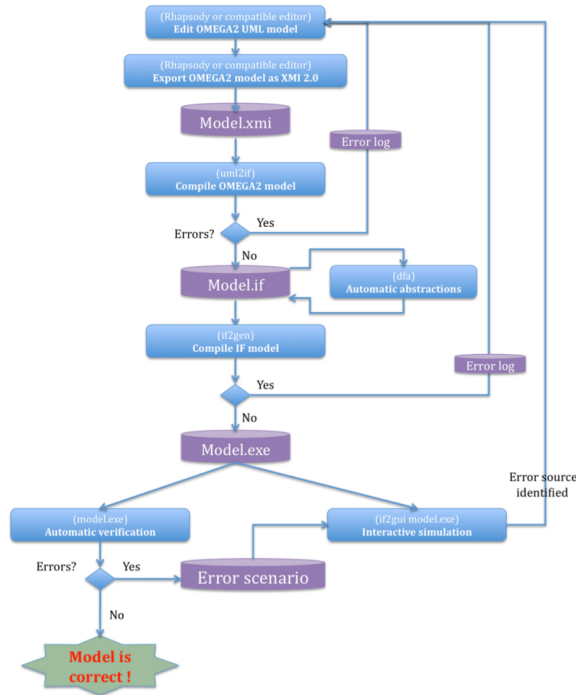 (Rhapsody or compatible editor)
Edit OMEGA2 UML model
(Rhapsody or compatible editor)
Export OMEGA2 model as XMI 2.0
Model.xmi
Error log
(uml2if)
Compile OMEGA2 model
Yes
Errors?
No
(dfa)
Automatic abstractions
Model.if
(if2gen)
Compile IF model
Error log
Yes
No
Model.exe
Error source
identified
(model.exe)
Automatic verification
(if2gui model.exe)
Interactive simulation
Errors?
Yes
Error scenario
No
Model is
correct !